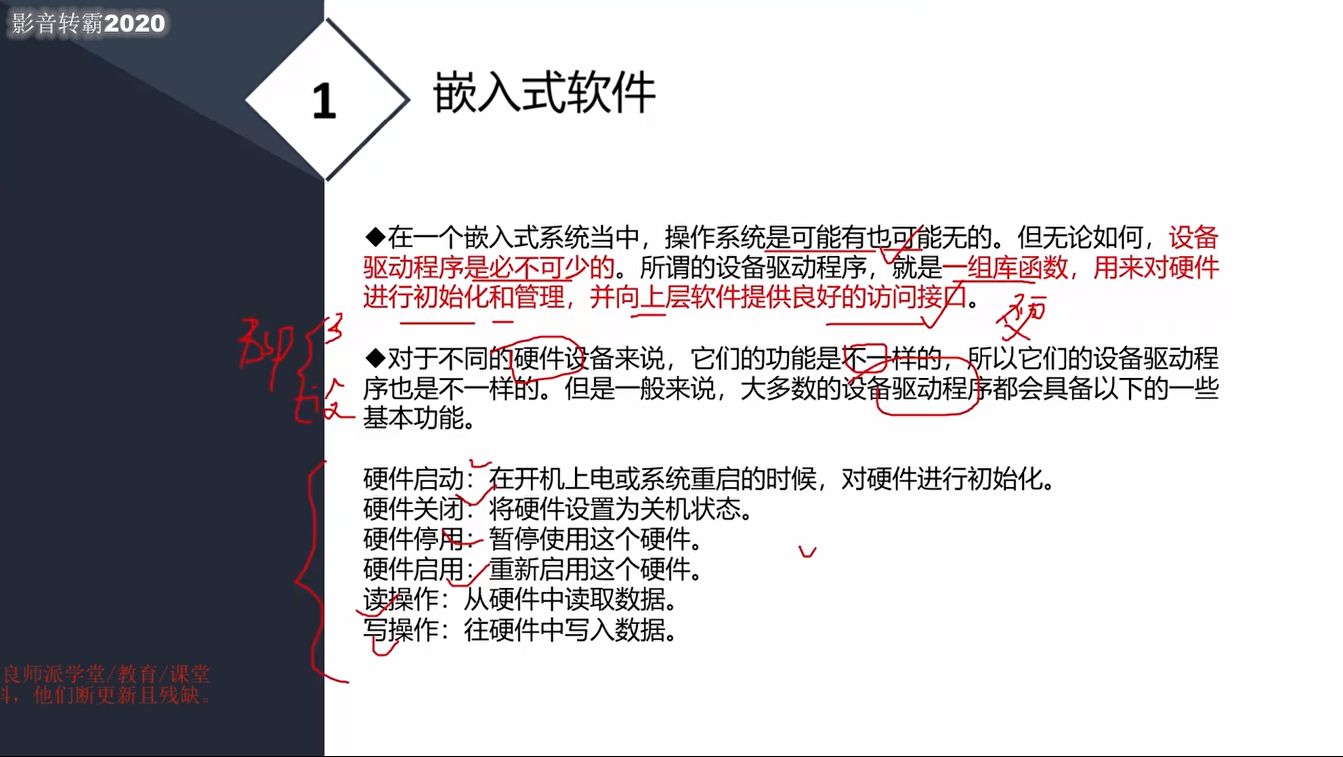 影音转霸2020
1
嵌入式软件
◆在一个嵌入式系统当中，操作系统是可能有也可能无的。但无论如何，设备
驱动程序是必不可少的。所谓的设备驱动程序，就是一组库函数，用来对硬件
进行初始化和管理，并向上层软件提供良好的访问接口。
◆对于不同的硬件设备来说，它们的功能是不一样的，所以它们的设备驱动程
序也是不一样的。但是一般来说，大多数的设备驱动程序都会具备以下的一些
基本功能。
硬件启动：在开机上电或系统重启的时候，对硬件进行初始化。
硬件关闭：将硬件设置为关机状态。
硬件停用：暂停使用这个硬件。
硬件启用：重新启用这个硬件。
读操作：从硬件中读取数据。
写操作：往硬件中写入数据。
良师派学堂/教育/课堂
，他们断更新且残缺。